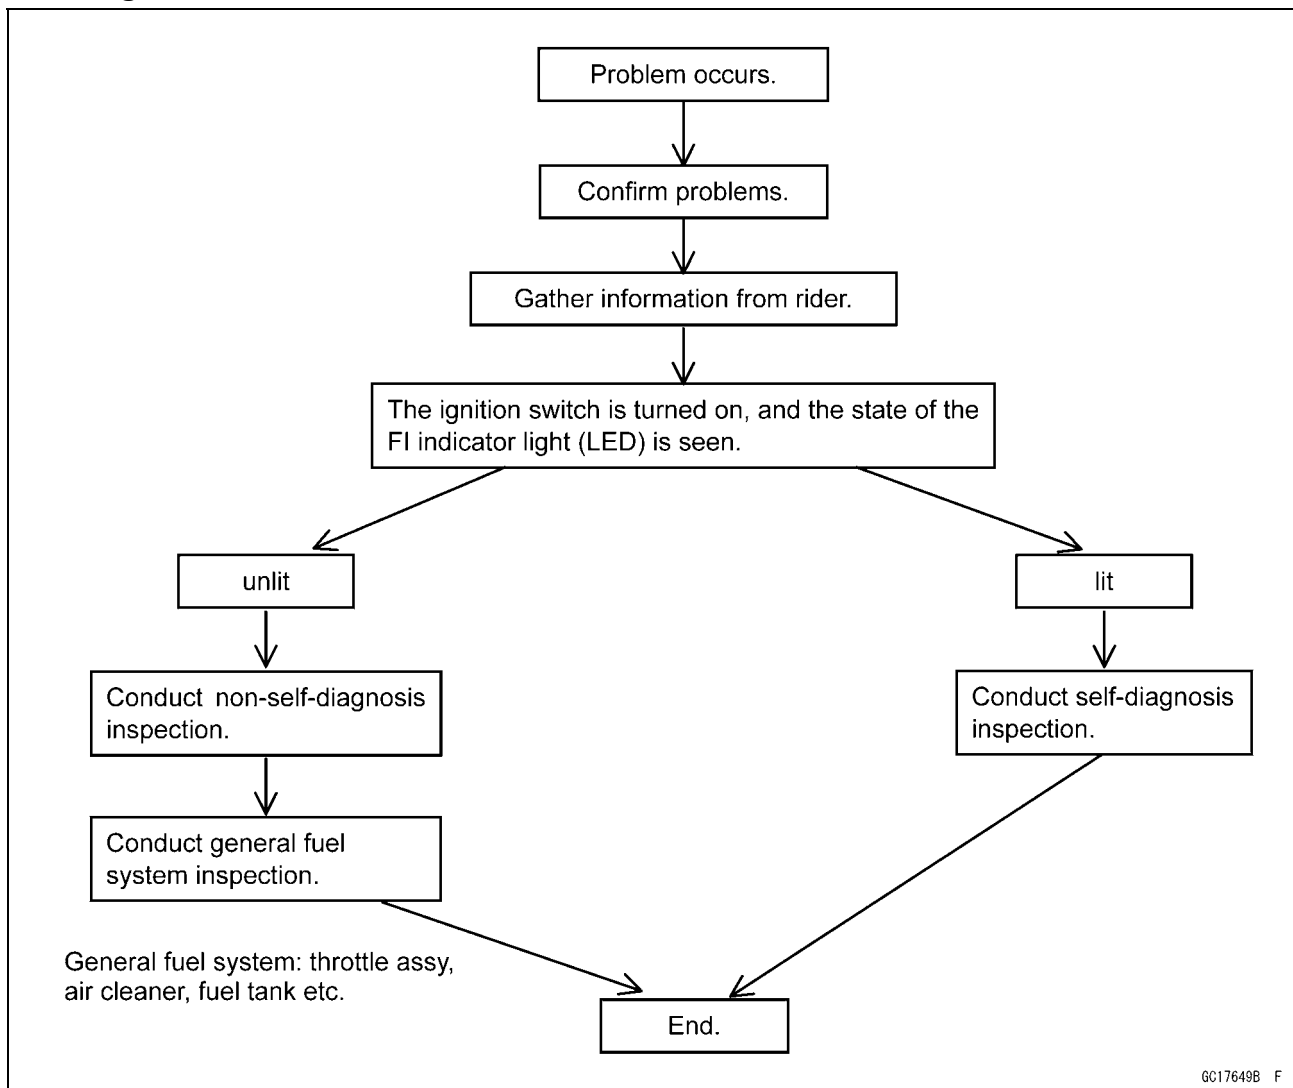 Problem occurs.
Confirm problems.
Gather information from rider.
The ignition switch is turned on, and the state of the
FI indicator light (LED) is seen.
unlit
lit
Conduct non-self-diagnosis
inspection.
Conduct self-diagnosis
inspection.
Conduct general fuel
system inspection.
General fuel system: throttle assy,
air cleaner, fuel tank etc.
End.
GC17649B F